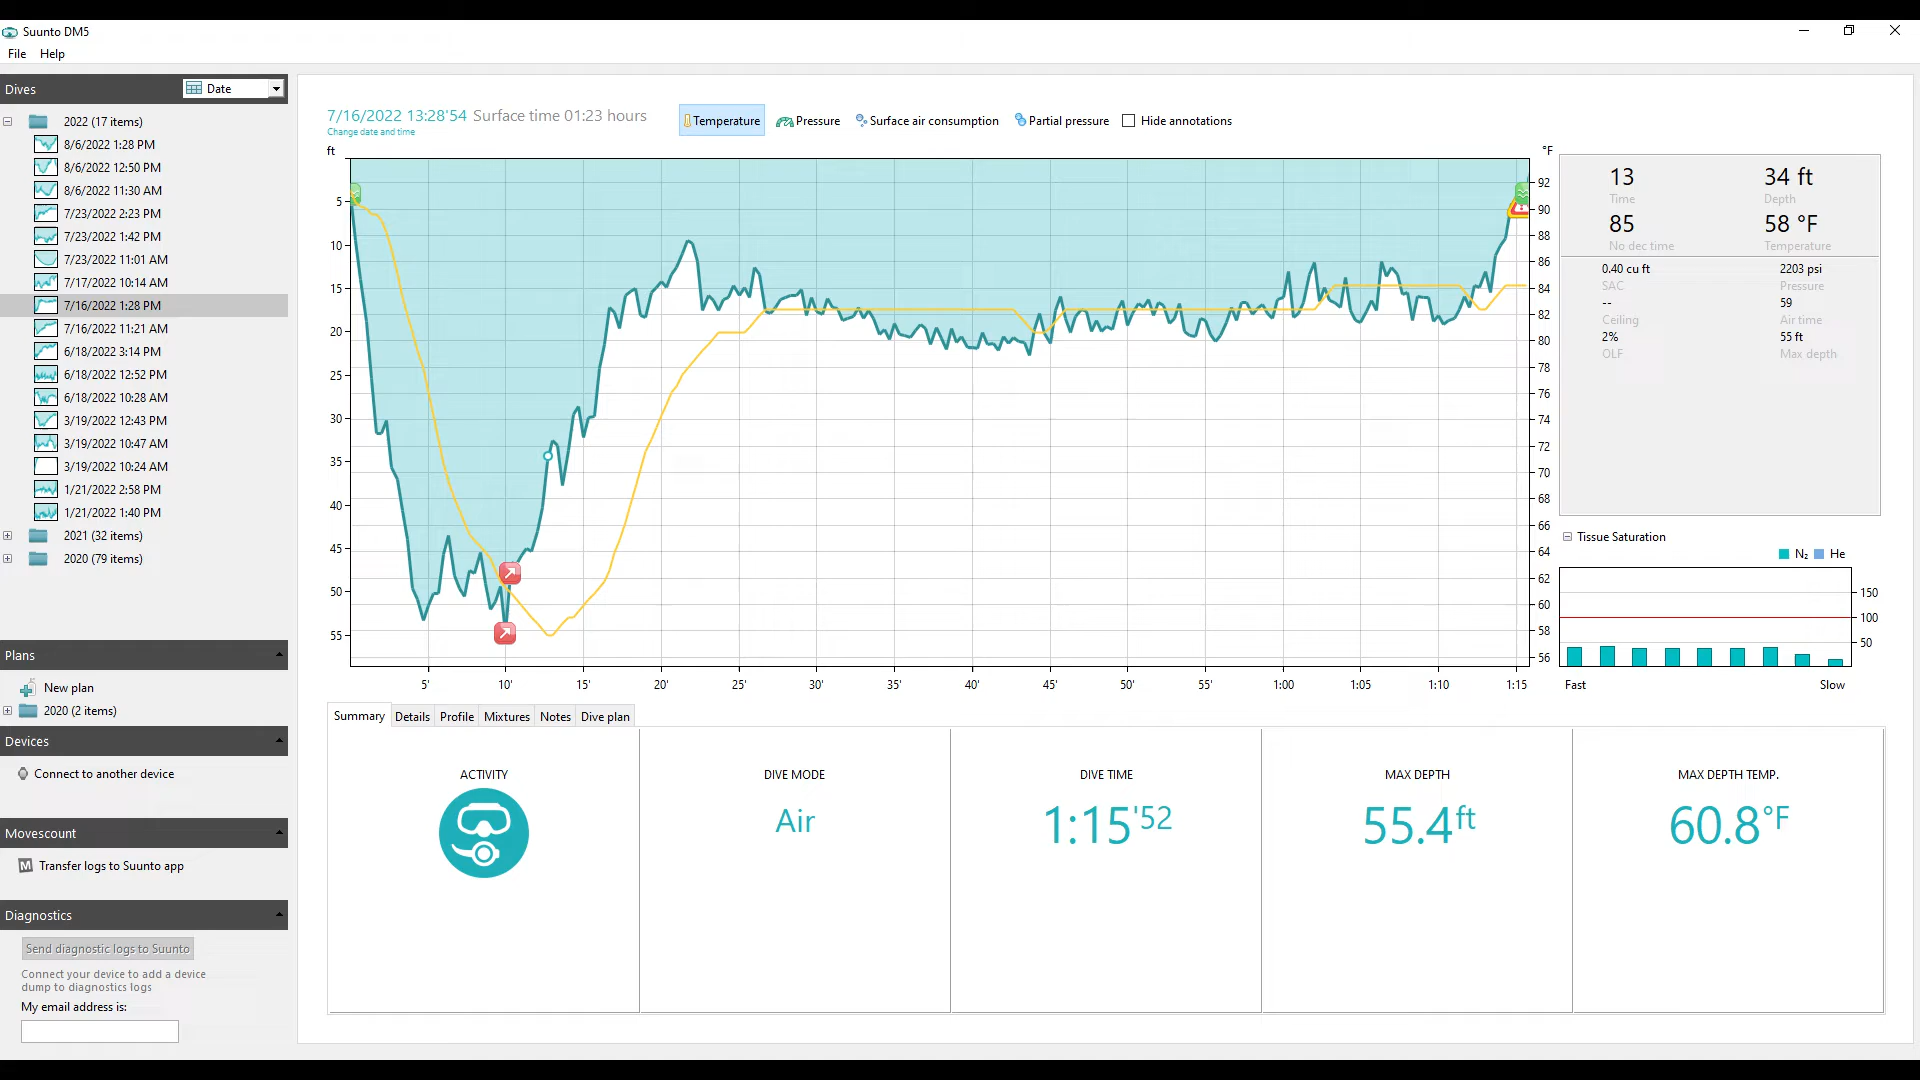 Suunto DM5
File Help
Dives Date
2022 (17 items)
8/6/2022 1:28 PM
8/6/2022 12:50 PM
8/6/2022 11:30 AM
7/23/2022 2:23 PM
7/23/2022 1:42 PM
7/23/2022 11:01 AM
7/17/2022 10:14 AM
7/16/2022 1:28 PM
7/16/2022 11:21 AM
6/18/2022 3:14 PM
6/18/2022 12:52 PM
6/18/2022 10:28 AM
3/19/2022 12:43 PM
3/19/2022 10:47 AM
3/19/2022 10:24 AM
1/21/2022 2:58 PM
1/21/2022 1:40 PM
2021 (32 items)
2020 (79 items)
Plans
New plan
2020 (2 items)
Devices
Connect to another device
Movescount
M Transfer logs to Suunto app
Diagnostics
Send diagnostic logs to Suunto
Connect your device to add a device
dump to diagnostics logs
My email address is:
7/16/2022 13:28'54 Surface time 01:23 hours
Change date and time
Temperature Pressure Surface air consumption Partial pressure Hide annotations
ft
5
10
15
20
25
30
35
40
45
50
55
°F
92
90
88
86
84
82
80
78
76
74
72
70
68
66
64
62
60
58
56
5' 10' 15' 20' 25' 30' 35' 40' 45' 50' 55' 1:00 1:05 1:10 1:15
13 34 ft
Time Depth
85 58 °F
No dec time Temperature
0.40 cu ft 2203 psi
SAC Pressure
-- 59
Ceiling Air time
2% 55 ft
OLF Max depth
Tissue Saturation
N₂ He
150
100
50
Fast Slow
Summary Details Profile Mixtures Notes Dive plan
ACTIVITY DIVE MODE DIVE TIME MAX DEPTH MAX DEPTH TEMP.
Air 1:15'52 55.4ft 60.8°F